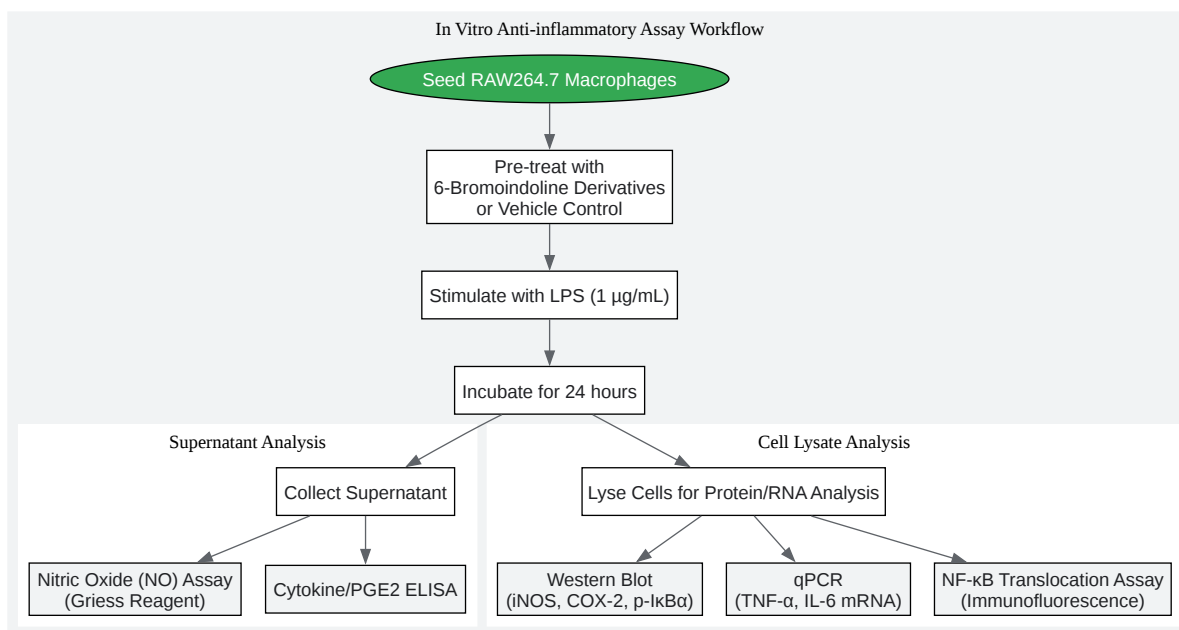 In Vitro Anti-inflammatory Assay Workflow
Seed RAW264.7 Macrophages
Pre-treat with
6-Bromoindoline Derivatives
or Vehicle Control
Stimulate with LPS (1 µg/mL)
Incubate for 24 hours
Supernatant Analysis
Collect Supernatant
Nitric Oxide (NO) Assay
(Griess Reagent)
Cytokine/PGE2 ELISA
Cell Lysate Analysis
Lyse Cells for Protein/RNA Analysis
Western Blot
(iNOS, COX-2, p-IκBα)
qPCR
(TNF-α, IL-6 mRNA)
NF-κB Translocation Assay
(Immunofluorescence)